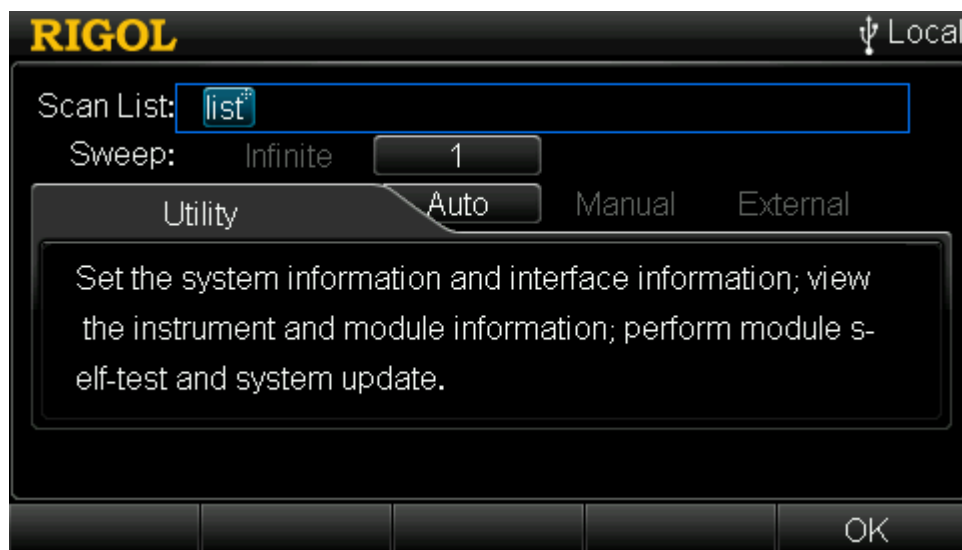 RIGOL Local
Scan List: list
Sweep: Infinite 1
Utility Auto Manual External
Set the system information and interface information; view
the instrument and module information; perform module s-
elf-test and system update.
OK